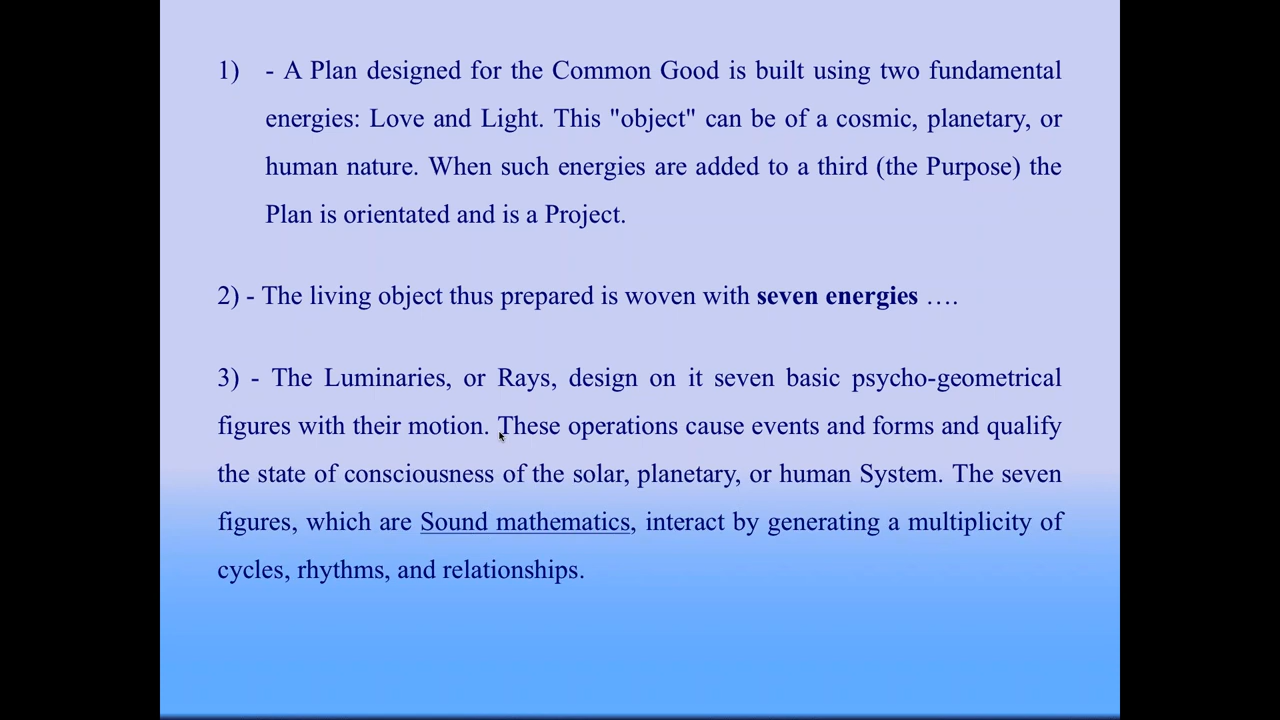 1) - A Plan designed for the Common Good is built using two fundamental
energies: Love and Light. This "object" can be of a cosmic, planetary, or
human nature. When such energies are added to a third (the Purpose) the
Plan is orientated and is a Project.
2) - The living object thus prepared is woven with seven energies ….
3) - The Luminaries, or Rays, design on it seven basic psycho-geometrical
figures with their motion. These operations cause events and forms and qualify
the state of consciousness of the solar, planetary, or human System. The seven
figures, which are Sound mathematics, interact by generating a multiplicity of
cycles, rhythms, and relationships.